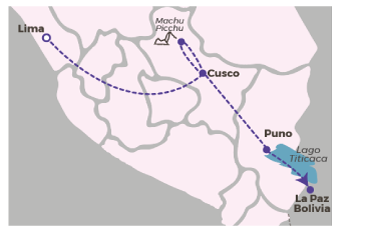 Lima
Machu
Picchu
Cusco
Puno
Lago
Titicaca
La Paz
Bolivia